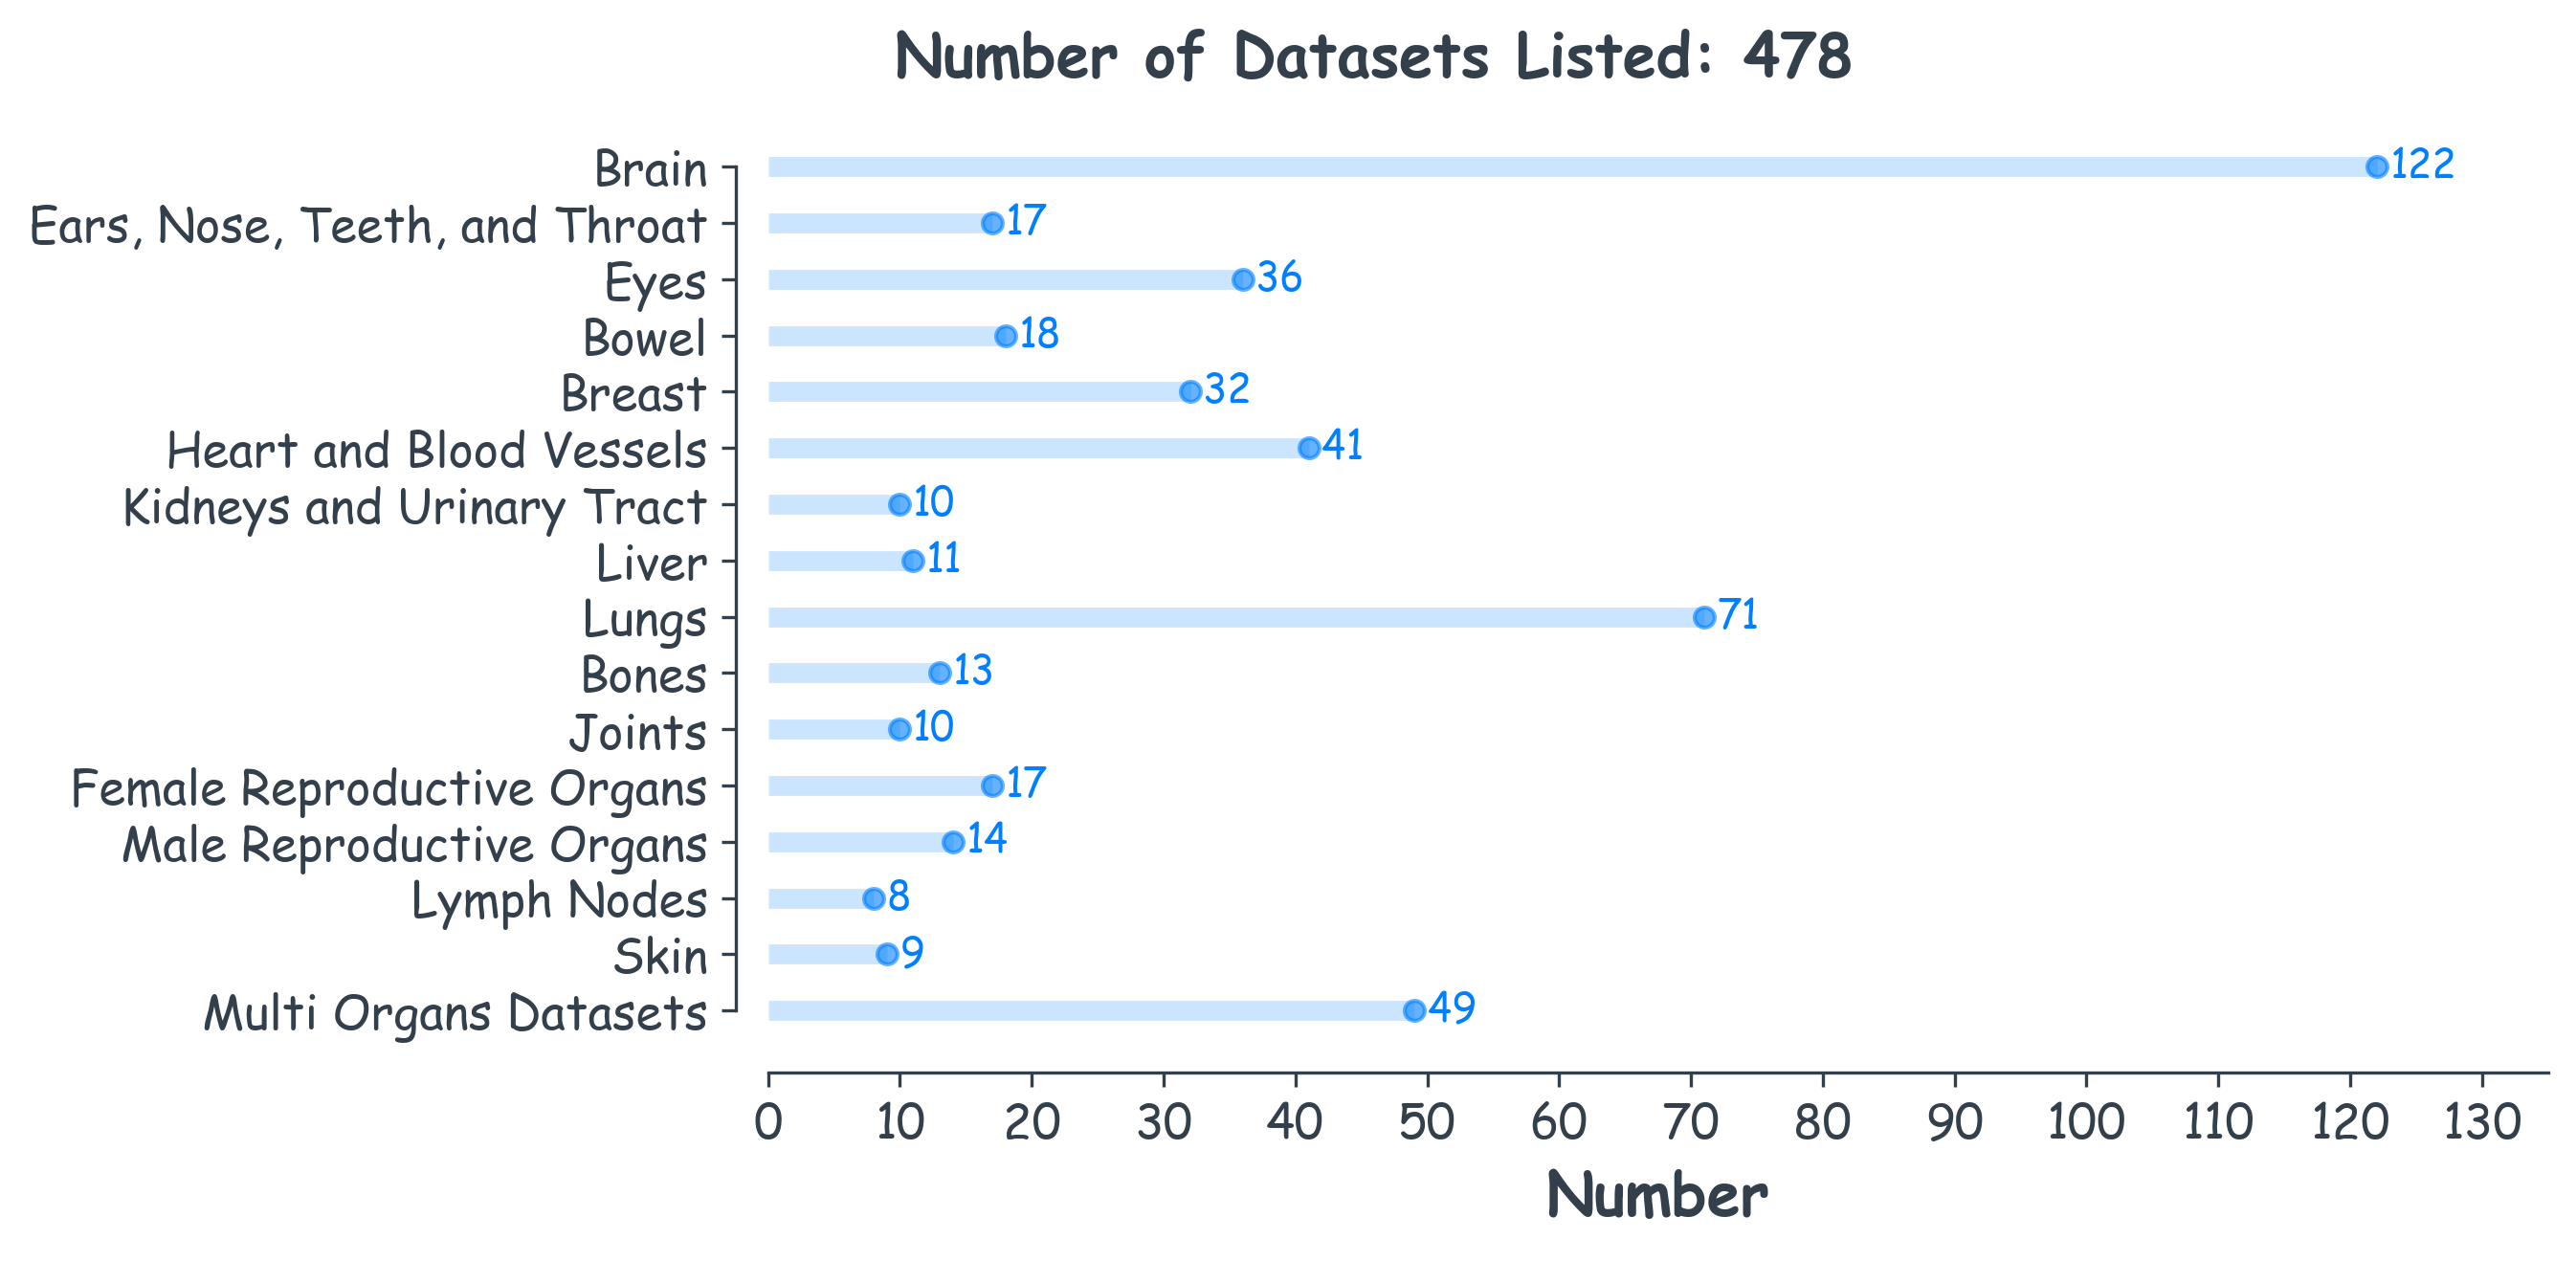 Number of Datasets Listed: 478
Brain 122
Ears, Nose, Teeth, and Throat 17
Eyes 36
Bowel 18
Breast 32
Heart and Blood Vessels 41
Kidneys and Urinary Tract 10
Liver 11
Lungs 71
Bones 13
Joints 10
Female Reproductive Organs 17
Male Reproductive Organs 14
Lymph Nodes 8
Skin 9
Multi Organs Datasets 49
0 10 20 30 40 50 60 70 80 90 100 110 120 130
Number